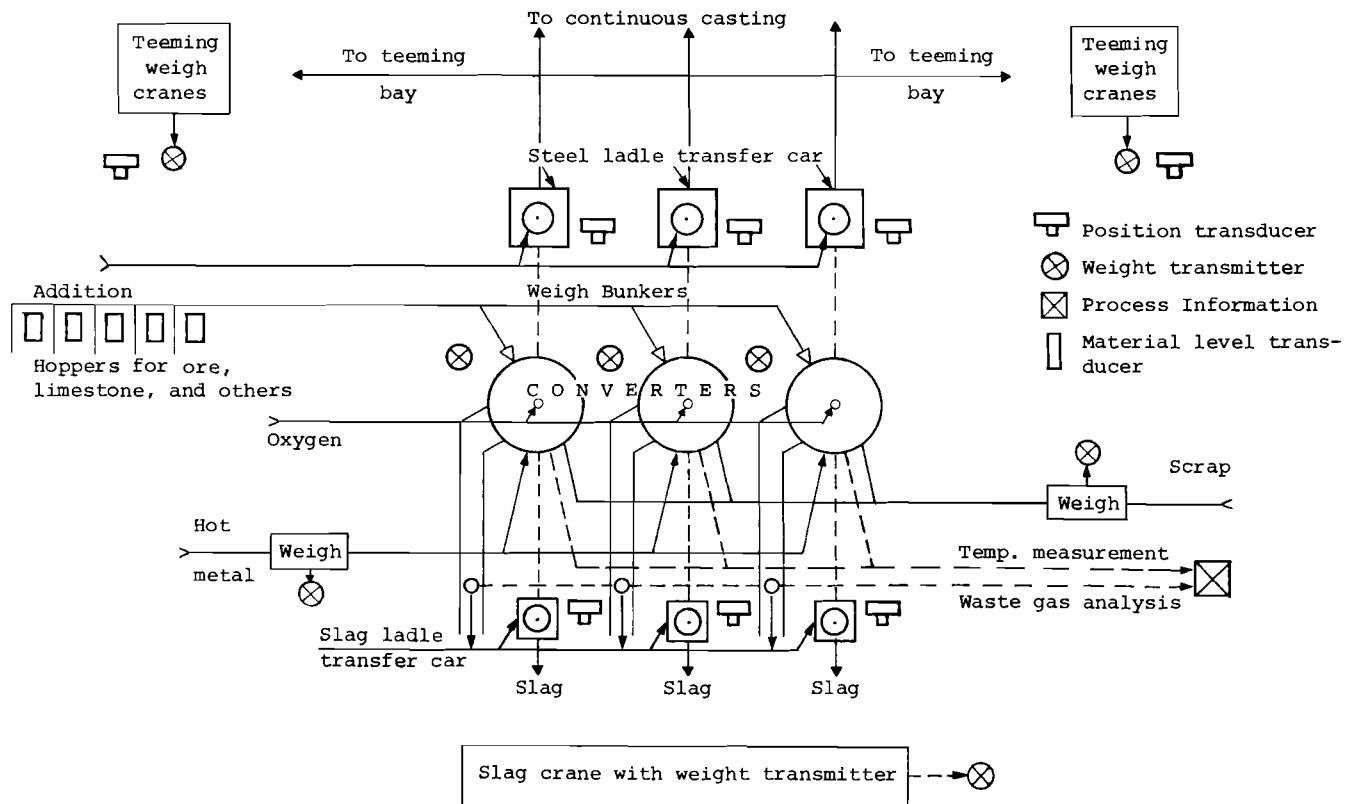 To continuous casting
Teeming
weigh
cranes
To teeming
bay
To teeming
bay
Teeming
weigh
cranes
Steel ladle transfer car
Position transducer
Weight transmitter
Process Information
Material level trans-
ducer
Addition
Weigh Bunkers
Hoppers for ore,
limestone, and others
CONVERTERS
Oxygen
Scrap
Weigh
Hot
metal
Weigh
Temp. measurement
Waste gas analysis
Slag ladle
transfer car
Slag
Slag
Slag
Slag crane with weight transmitter